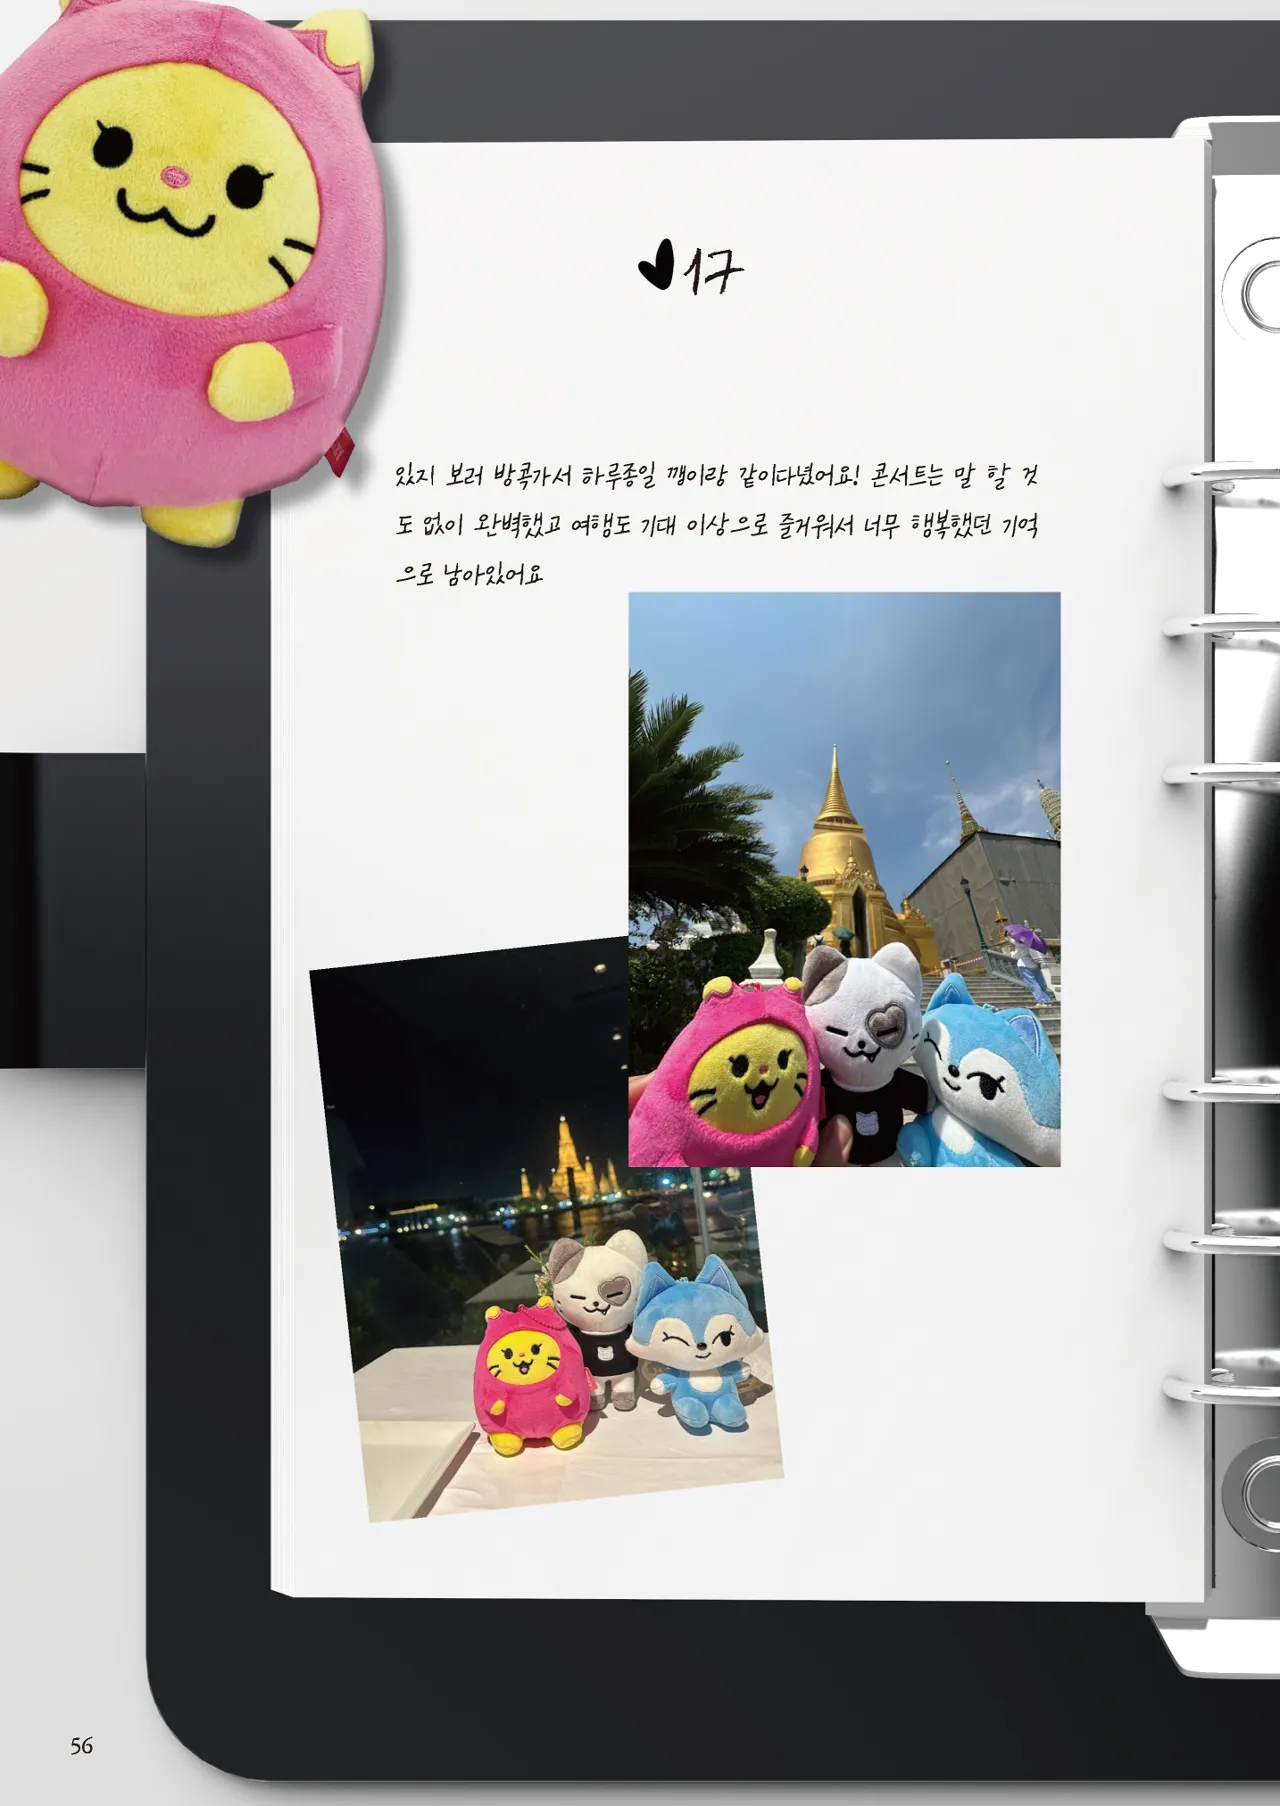 ♥17
있지 보러 방콕가서 하루종일 깽이랑 같이다녔어요! 콘서트는 말 할 것
도 없이 완벽했고 여행도 기대 이상으로 즐거워서 너무 행복했던 기억
으로 남아있어요
56